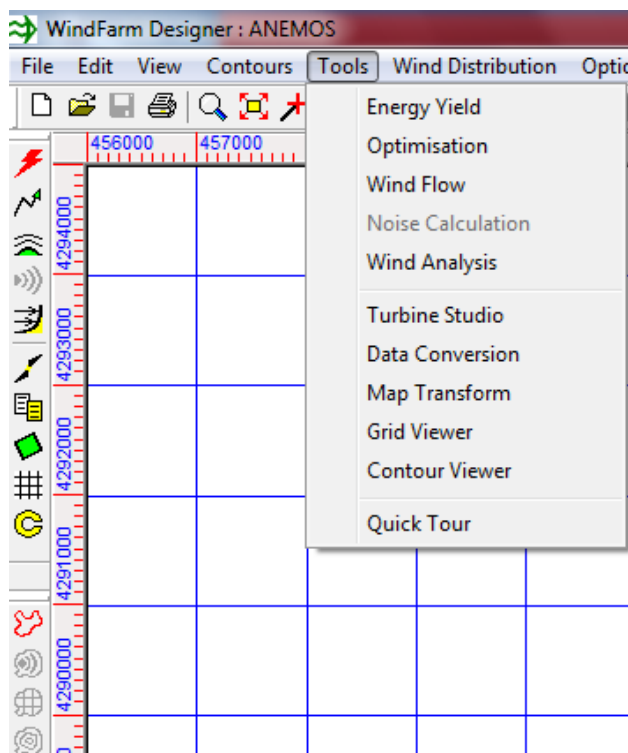 WindFarm Designer : ANEMOS
File Edit View Contours Tools Wind Distribution Optio
456000 457000
Energy Yield
Optimisation
Wind Flow
Noise Calculation
Wind Analysis
Turbine Studio
Data Conversion
Map Transform
Grid Viewer
Contour Viewer
Quick Tour
4294000
4293000
4292000
4291000
4290000